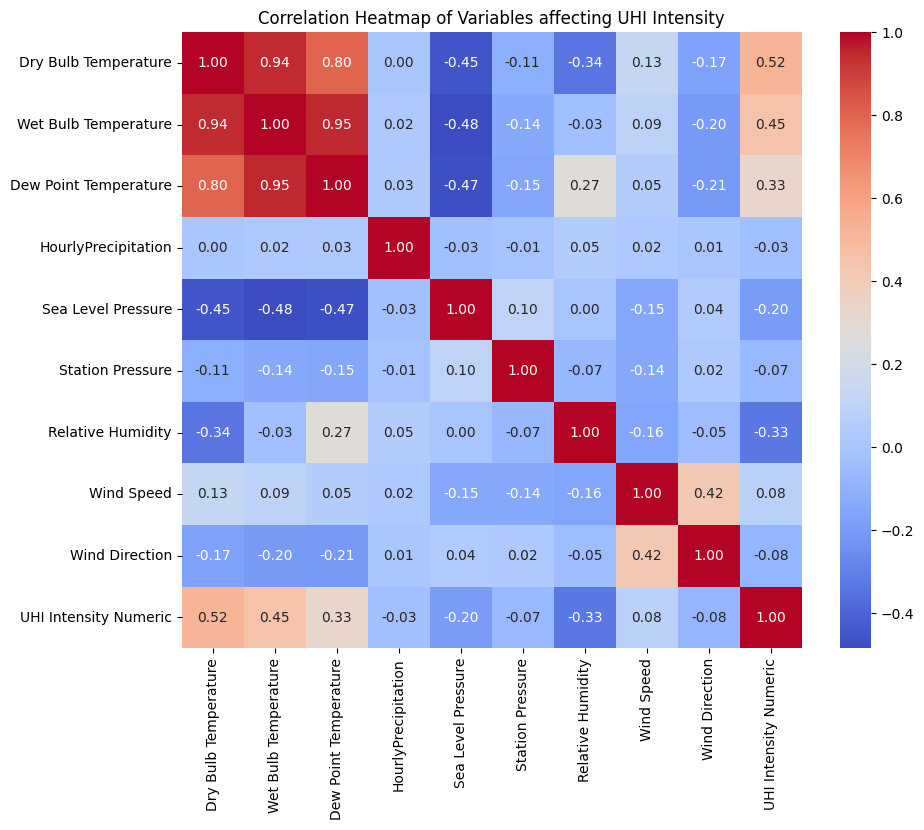 Correlation Heatmap of Variables affecting UHI Intensity
Dry Bulb Temperature 1.00 0.94 0.80 0.00 -0.45 -0.11 -0.34 0.13 -0.17 0.52
Wet Bulb Temperature 0.94 1.00 0.95 0.02 -0.48 -0.14 -0.03 0.09 -0.20 0.45
Dew Point Temperature 0.80 0.95 1.00 0.03 -0.47 -0.15 0.27 0.05 -0.21 0.33
HourlyPrecipitation 0.00 0.02 0.03 1.00 -0.03 -0.01 0.05 0.02 0.01 -0.03
Sea Level Pressure -0.45 -0.48 -0.47 -0.03 1.00 0.10 0.00 -0.15 0.04 -0.20
Station Pressure -0.11 -0.14 -0.15 -0.01 0.10 1.00 -0.07 -0.14 0.02 -0.07
Relative Humidity -0.34 -0.03 0.27 0.05 0.00 -0.07 1.00 -0.16 -0.05 -0.33
Wind Speed 0.13 0.09 0.05 0.02 -0.15 -0.14 -0.16 1.00 0.42 0.08
Wind Direction -0.17 -0.20 -0.21 0.01 0.04 0.02 -0.05 0.42 1.00 -0.08
UHI Intensity Numeric 0.52 0.45 0.33 -0.03 -0.20 -0.07 -0.33 0.08 -0.08 1.00
Dry Bulb Temperature
Wet Bulb Temperature
Dew Point Temperature
HourlyPrecipitation
Sea Level Pressure
Station Pressure
Relative Humidity
Wind Speed
Wind Direction
UHI Intensity Numeric
1.0
0.8
0.6
0.4
0.2
0.0
−0.2
−0.4